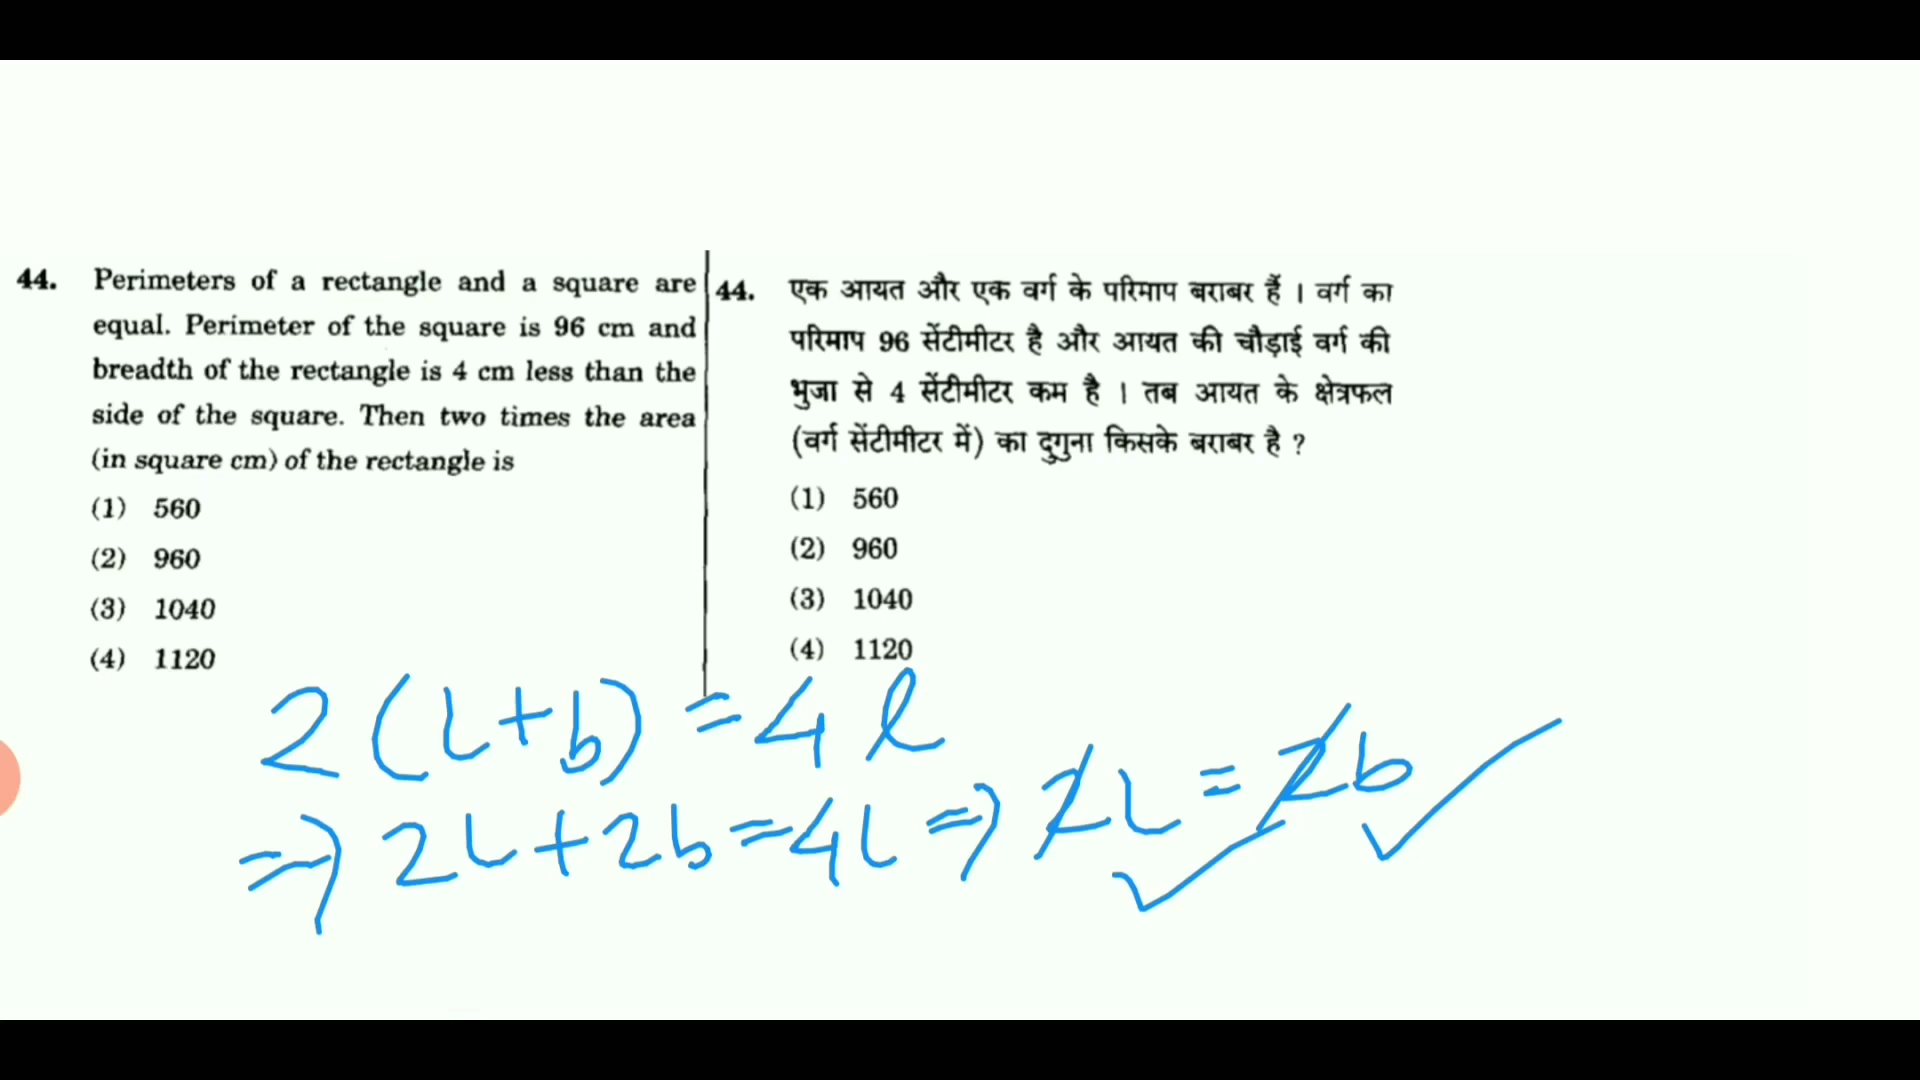 44. Perimeters of a rectangle and a square are
equal. Perimeter of the square is 96 cm and
breadth of the rectangle is 4 cm less than the
side of the square. Then two times the area
(in square cm) of the rectangle is
(1) 560
(2) 960
(3) 1040
(4) 1120
44. एक आयत और एक वर्ग के परिमाप बराबर हैं । वर्ग का
परिमाप 96 सेंटीमीटर है और आयत की चौड़ाई वर्ग की
भुजा से 4 सेंटीमीटर कम है । तब आयत के क्षेत्रफल
(वर्ग सेंटीमीटर में) का दुगुना किसके बराबर है ?
(1) 560
(2) 960
(3) 1040
(4) 1120
2(L+b) = 4l
⇒ 2L+2b=4L ⇒ 2L = 2b